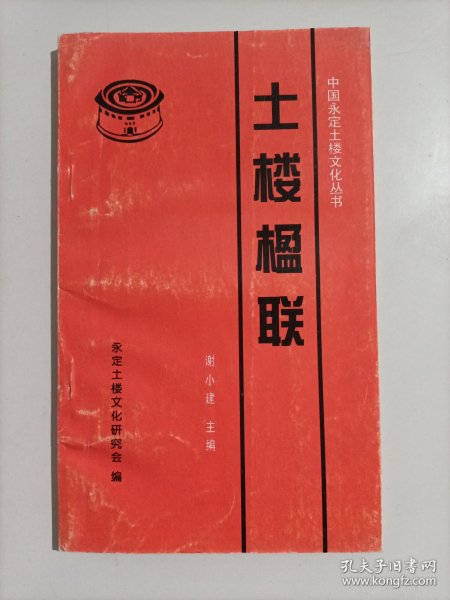 中国永定土楼文化丛书
土楼楹联
谢小建 主编
永定土楼文化研究会 编
孔夫子旧书网
www.kongfz.com